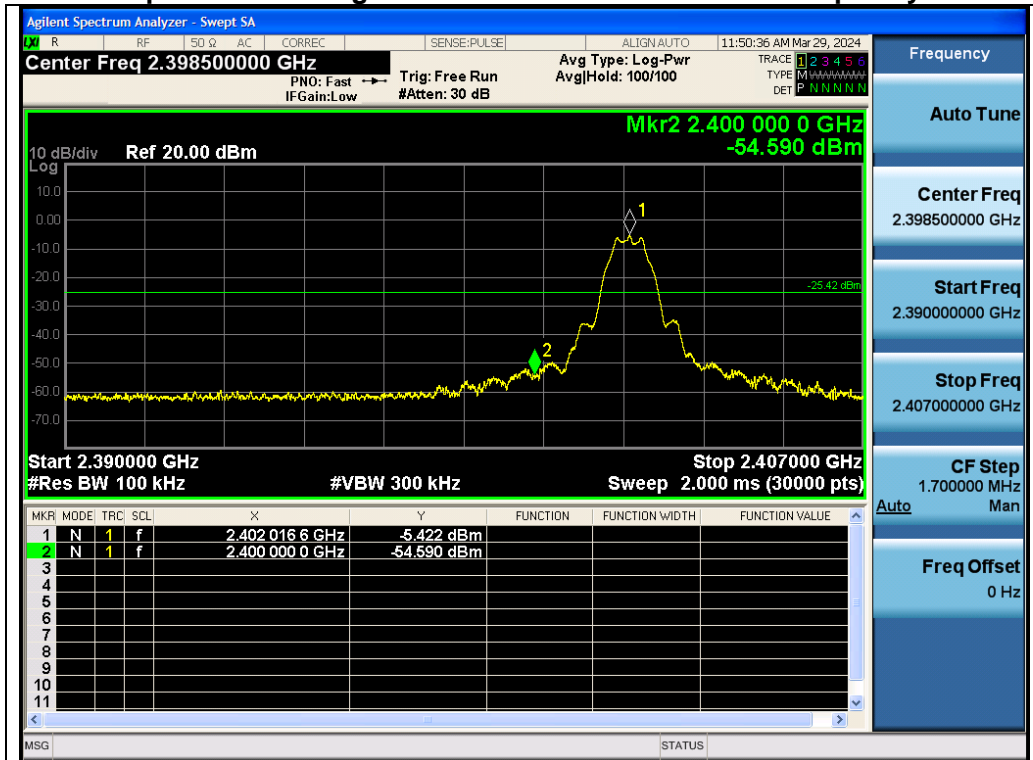 Agilent Spectrum Analyzer - Swept SA
LXI R RF 50 Ω AC CORREC SENSE:PULSE ALIGNAUTO 11:50:36 AM Mar 29, 2024
Center Freq 2.398500000 GHz
PNO: Fast
IFGain:Low
Trig: Free Run
#Atten: 30 dB
Avg Type: Log-Pwr
Avg|Hold: 100/100
TRACE 1 2 3 4 5 6
TYPE M WWWWW
DET P N N N N N
Mkr2 2.400 000 0 GHz
-54.590 dBm
10 dB/div Ref 20.00 dBm
Log
10.0
0.00
-10.0
-20.0
-30.0
-40.0
-50.0
-60.0
-70.0
1
-25.42 dBm
2
Start 2.390000 GHz Stop 2.407000 GHz
#Res BW 100 kHz #VBW 300 kHz Sweep 2.000 ms (30000 pts)
MKR MODE TRC SCL X Y FUNCTION FUNCTION WIDTH FUNCTION VALUE
1 N 1 f 2.402 016 6 GHz -5.422 dBm
2 N 1 f 2.400 000 0 GHz -54.590 dBm
3
4
5
6
7
8
9
10
11
MSG STATUS
Frequency
Auto Tune
Center Freq
2.398500000 GHz
Start Freq
2.390000000 GHz
Stop Freq
2.407000000 GHz
CF Step
1.700000 MHz
Auto Man
Freq Offset
0 Hz